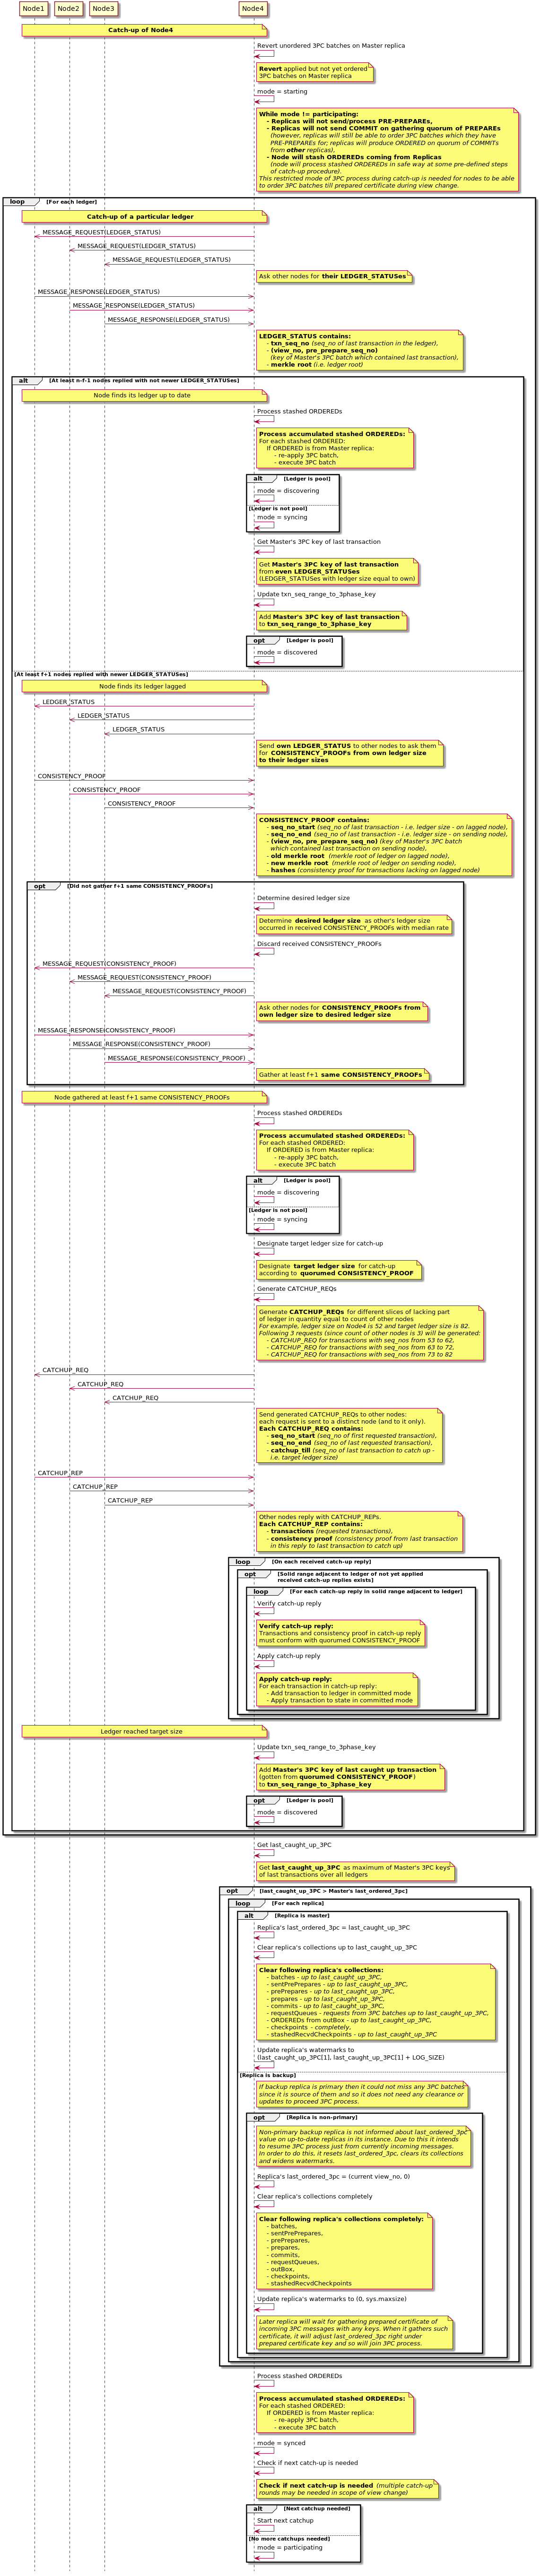 Node1 Node2 Node3 Node4
Catch-up of Node4
Revert unordered 3PC batches on Master replica
Revert applied but not yet ordered
3PC batches on Master replica
mode = starting
While mode != participating:
- Replicas will not send/process PRE-PREPAREs,
- Replicas will not send COMMIT on gathering quorum of PREPAREs
(however, replicas will still be able to order 3PC batches which they have
PRE-PREPAREs for; replicas will produce ORDERED on quorum of COMMITs
from other replicas),
- Node will stash ORDEREDs coming from Replicas
(node will process stashed ORDEREDs in safe way at some pre-defined steps
of catch-up procedure).
This restricted mode of 3PC process during catch-up is needed for nodes to be able
to order 3PC batches till prepared certificate during view change.
loop [For each ledger]
Catch-up of a particular ledger
MESSAGE_REQUEST(LEDGER_STATUS)
MESSAGE_REQUEST(LEDGER_STATUS)
MESSAGE_REQUEST(LEDGER_STATUS)
Ask other nodes for their LEDGER_STATUSes
MESSAGE_RESPONSE(LEDGER_STATUS)
MESSAGE_RESPONSE(LEDGER_STATUS)
MESSAGE_RESPONSE(LEDGER_STATUS)
LEDGER_STATUS contains:
- txn_seq_no (seq_no of last transaction in the ledger),
- (view_no, pre_prepare_seq_no)
(key of Master's 3PC batch which contained last transaction),
- merkle root (i.e. ledger root)
alt [At least n-f-1 nodes replied with not newer LEDGER_STATUSes]
Node finds its ledger up to date
Process stashed ORDEREDs
Process accumulated stashed ORDEREDs:
For each stashed ORDERED:
If ORDERED is from Master replica:
- re-apply 3PC batch,
- execute 3PC batch
alt [Ledger is pool]
mode = discovering
[Ledger is not pool]
mode = syncing
Get Master's 3PC key of last transaction
Get Master's 3PC key of last transaction
from even LEDGER_STATUSes
(LEDGER_STATUSes with ledger size equal to own)
Update txn_seq_range_to_3phase_key
Add Master's 3PC key of last transaction
to txn_seq_range_to_3phase_key
opt [Ledger is pool]
mode = discovered
[At least f+1 nodes replied with newer LEDGER_STATUSes]
Node finds its ledger lagged
LEDGER_STATUS
LEDGER_STATUS
LEDGER_STATUS
Send own LEDGER_STATUS to other nodes to ask them
for CONSISTENCY_PROOFs from own ledger size
to their ledger sizes
CONSISTENCY_PROOF
CONSISTENCY_PROOF
CONSISTENCY_PROOF
CONSISTENCY_PROOF contains:
- seq_no_start (seq_no of last transaction - i.e. ledger size - on lagged node),
- seq_no_end (seq_no of last transaction - i.e. ledger size - on sending node),
- (view_no, pre_prepare_seq_no) (key of Master's 3PC batch
which contained last transaction on sending node),
- old merkle root (merkle root of ledger on lagged node),
- new merkle root (merkle root of ledger on sending node),
- hashes (consistency proof for transactions lacking on lagged node)
opt [Did not gather f+1 same CONSISTENCY_PROOFs]
Determine desired ledger size
Determine desired ledger size as other's ledger size
occurred in received CONSISTENCY_PROOFs with median rate
Discard received CONSISTENCY_PROOFs
MESSAGE_REQUEST(CONSISTENCY_PROOF)
MESSAGE_REQUEST(CONSISTENCY_PROOF)
MESSAGE_REQUEST(CONSISTENCY_PROOF)
Ask other nodes for CONSISTENCY_PROOFs from
own ledger size to desired ledger size
MESSAGE_RESPONSE(CONSISTENCY_PROOF)
MESSAGE_RESPONSE(CONSISTENCY_PROOF)
MESSAGE_RESPONSE(CONSISTENCY_PROOF)
Gather at least f+1 same CONSISTENCY_PROOFs
Node gathered at least f+1 same CONSISTENCY_PROOFs
Process stashed ORDEREDs
Process accumulated stashed ORDEREDs:
For each stashed ORDERED:
If ORDERED is from Master replica:
- re-apply 3PC batch,
- execute 3PC batch
alt [Ledger is pool]
mode = discovering
[Ledger is not pool]
mode = syncing
Designate target ledger size for catch-up
Designate target ledger size for catch-up
according to quorumed CONSISTENCY_PROOF
Generate CATCHUP_REQs
Generate CATCHUP_REQs for different slices of lacking part
of ledger in quantity equal to count of other nodes
For example, ledger size on Node4 is 52 and target ledger size is 82.
Following 3 requests (since count of other nodes is 3) will be generated:
- CATCHUP_REQ for transactions with seq_nos from 53 to 62,
- CATCHUP_REQ for transactions with seq_nos from 63 to 72,
- CATCHUP_REQ for transactions with seq_nos from 73 to 82
CATCHUP_REQ
CATCHUP_REQ
CATCHUP_REQ
Send generated CATCHUP_REQs to other nodes:
each request is sent to a distinct node (and to it only).
Each CATCHUP_REQ contains:
- seq_no_start (seq_no of first requested transaction),
- seq_no_end (seq_no of last requested transaction),
- catchup_till (seq_no of last transaction to catch up -
i.e. target ledger size)
CATCHUP_REP
CATCHUP_REP
CATCHUP_REP
Other nodes reply with CATCHUP_REPs.
Each CATCHUP_REP contains:
- transactions (requested transactions),
- consistency proof (consistency proof from last transaction
in this reply to last transaction to catch up)
loop [On each received catch-up reply]
opt [Solid range adjacent to ledger of not yet applied
received catch-up replies exists]
loop [For each catch-up reply in solid range adjacent to ledger]
Verify catch-up reply
Verify catch-up reply:
Transactions and consistency proof in catch-up reply
must conform with quorumed CONSISTENCY_PROOF
Apply catch-up reply
Apply catch-up reply:
For each transaction in catch-up reply:
- Add transaction to ledger in committed mode
- Apply transaction to state in committed mode
Ledger reached target size
Update txn_seq_range_to_3phase_key
Add Master's 3PC key of last caught up transaction
(gotten from quorumed CONSISTENCY_PROOF)
to txn_seq_range_to_3phase_key
opt [Ledger is pool]
mode = discovered
Get last_caught_up_3PC
Get last_caught_up_3PC as maximum of Master's 3PC keys
of last transactions over all ledgers
opt [last_caught_up_3PC > Master's last_ordered_3pc]
loop [For each replica]
alt [Replica is master]
Replica's last_ordered_3pc = last_caught_up_3PC
Clear replica's collections up to last_caught_up_3PC
Clear following replica's collections:
- batches - up to last_caught_up_3PC,
- sentPrePrepares - up to last_caught_up_3PC,
- prePrepares - up to last_caught_up_3PC,
- prepares - up to last_caught_up_3PC,
- commits - up to last_caught_up_3PC,
- requestQueues - requests from 3PC batches up to last_caught_up_3PC,
- ORDEREDs from outBox - up to last_caught_up_3PC,
- checkpoints - completely,
- stashedRecvdCheckpoints - up to last_caught_up_3PC
Update replica's watermarks to
(last_caught_up_3PC[1], last_caught_up_3PC[1] + LOG_SIZE)
[Replica is backup]
If backup replica is primary then it could not miss any 3PC batches
since it is source of them and so it does not need any clearance or
updates to proceed 3PC process.
opt [Replica is non-primary]
Non-primary backup replica is not informed about last_ordered_3pc
value on up-to-date replicas in its instance. Due to this it intends
to resume 3PC process just from currently incoming messages.
In order to do this, it resets last_ordered_3pc, clears its collections
and widens watermarks.
Replica's last_ordered_3pc = (current view_no, 0)
Clear replica's collections completely
Clear following replica's collections completely:
- batches,
- sentPrePrepares,
- prePrepares,
- prepares,
- commits,
- requestQueues,
- outBox,
- checkpoints,
- stashedRecvdCheckpoints
Update replica's watermarks to (0, sys.maxsize)
Later replica will wait for gathering prepared certificate of
incoming 3PC messages with any keys. When it gathers such
certificate, it will adjust last_ordered_3pc right under
prepared certificate key and so will join 3PC process.
Process stashed ORDEREDs
Process accumulated stashed ORDEREDs:
For each stashed ORDERED:
If ORDERED is from Master replica:
- re-apply 3PC batch,
- execute 3PC batch
mode = synced
Check if next catch-up is needed
Check if next catch-up is needed (multiple catch-up
rounds may be needed in scope of view change)
alt [Next catchup needed]
Start next catchup
[No more catchups needed]
mode = participating